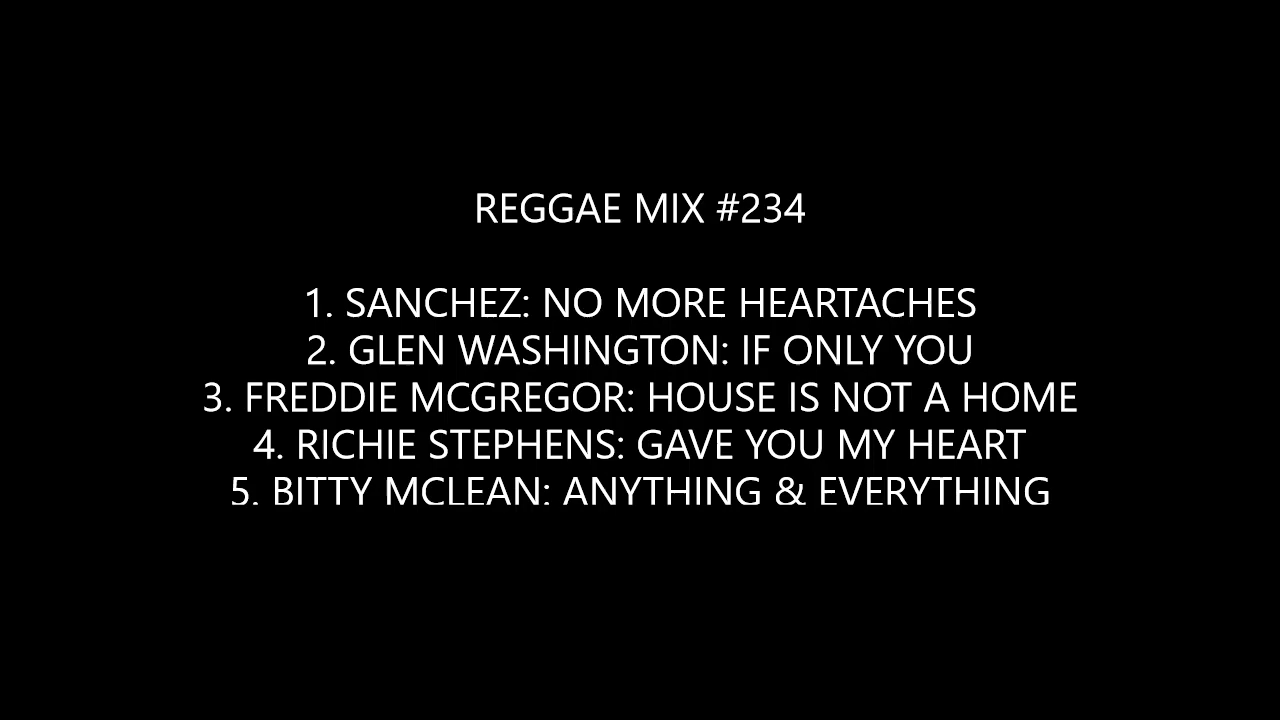 REGGAE MIX #234
1. SANCHEZ: NO MORE HEARTACHES
2. GLEN WASHINGTON: IF ONLY YOU
3. FREDDIE MCGREGOR: HOUSE IS NOT A HOME
4. RICHIE STEPHENS: GAVE YOU MY HEART
5. BITTY MCLEAN: ANYTHING & EVERYTHING